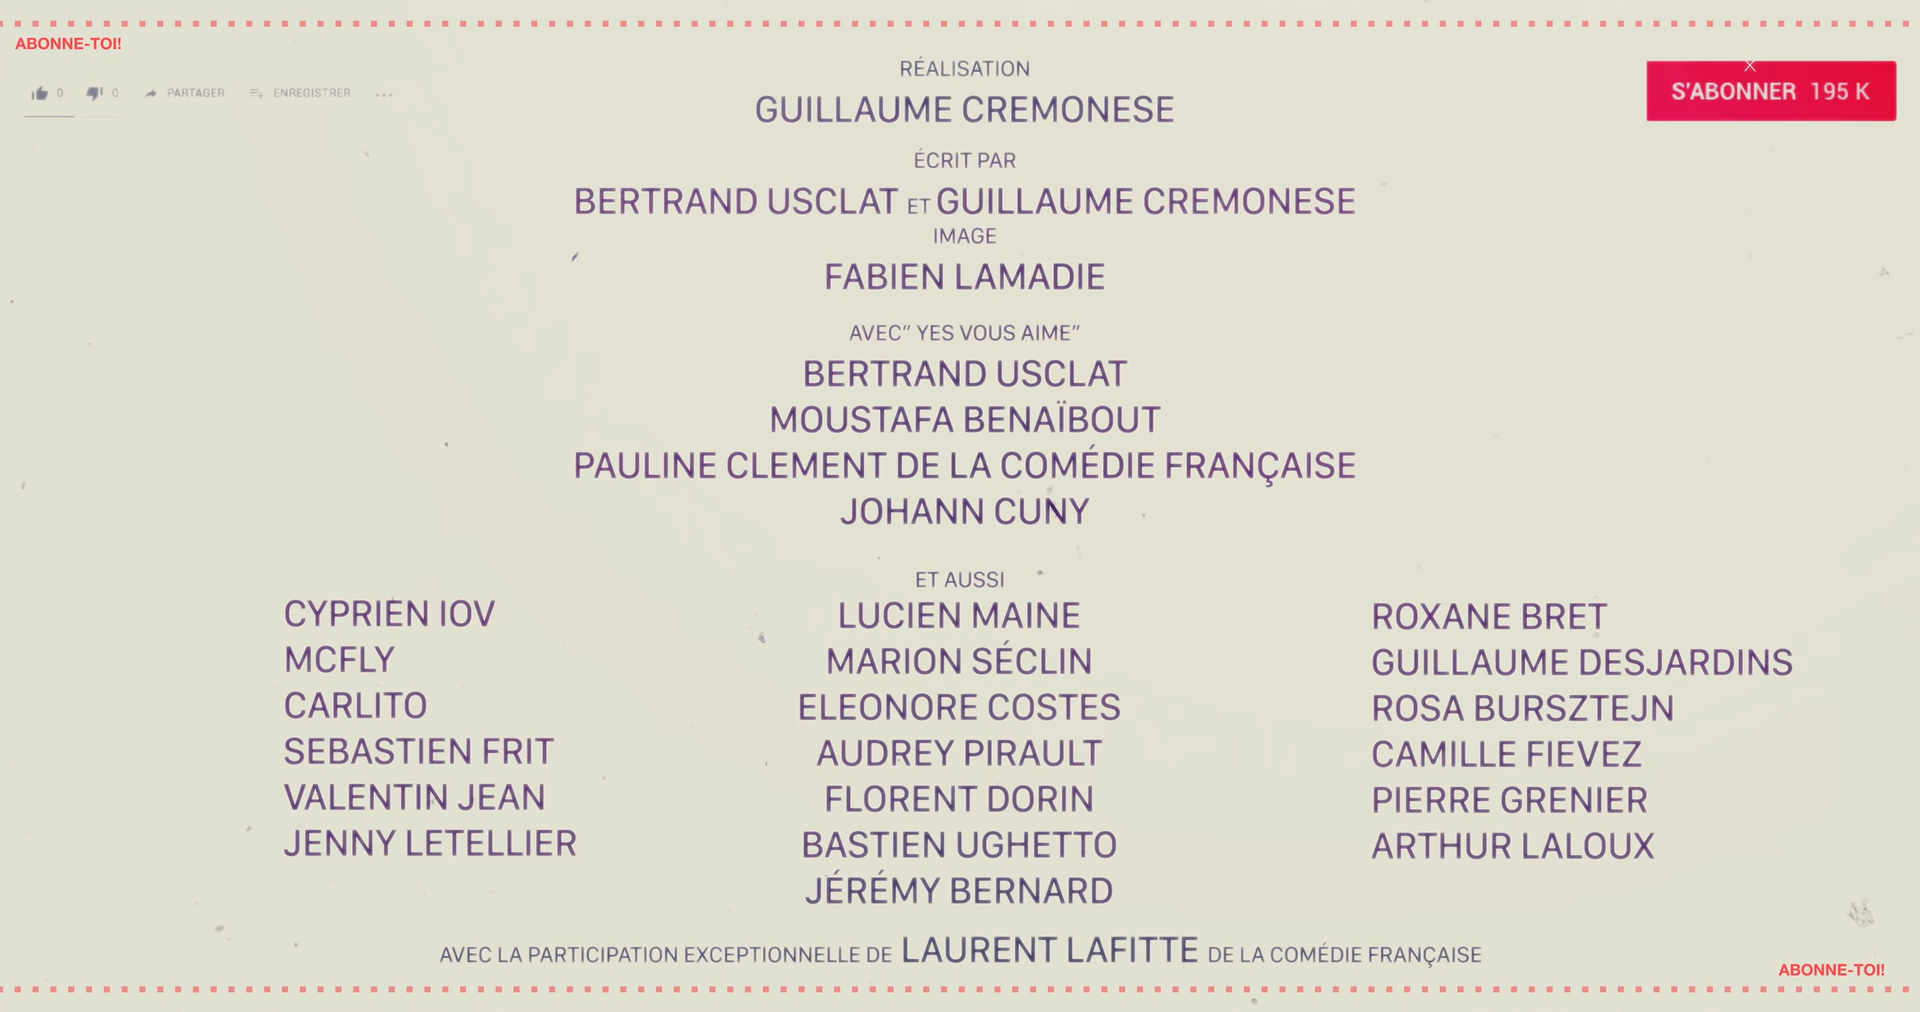 ABONNE-TOI!
0 0 PARTAGER ENREGISTRER ...
S'ABONNER 195 K
RÉALISATION
GUILLAUME CREMONESE
ÉCRIT PAR
BERTRAND USCLAT ET GUILLAUME CREMONESE
IMAGE
FABIEN LAMADIE
AVEC" YES VOUS AIME"
BERTRAND USCLAT
MOUSTAFA BENAÏBOUT
PAULINE CLEMENT DE LA COMÉDIE FRANÇAISE
JOHANN CUNY
ET AUSSI
CYPRIEN IOV
MCFLY
CARLITO
SEBASTIEN FRIT
VALENTIN JEAN
JENNY LETELLIER
LUCIEN MAINE
MARION SÉCLIN
ELEONORE COSTES
AUDREY PIRAULT
FLORENT DORIN
BASTIEN UGHETTO
JÉRÉMY BERNARD
ROXANE BRET
GUILLAUME DESJARDINS
ROSA BURSZTEJN
CAMILLE FIEVEZ
PIERRE GRENIER
ARTHUR LALOUX
AVEC LA PARTICIPATION EXCEPTIONNELLE DE LAURENT LAFITTE DE LA COMÉDIE FRANÇAISE
ABONNE-TOI!